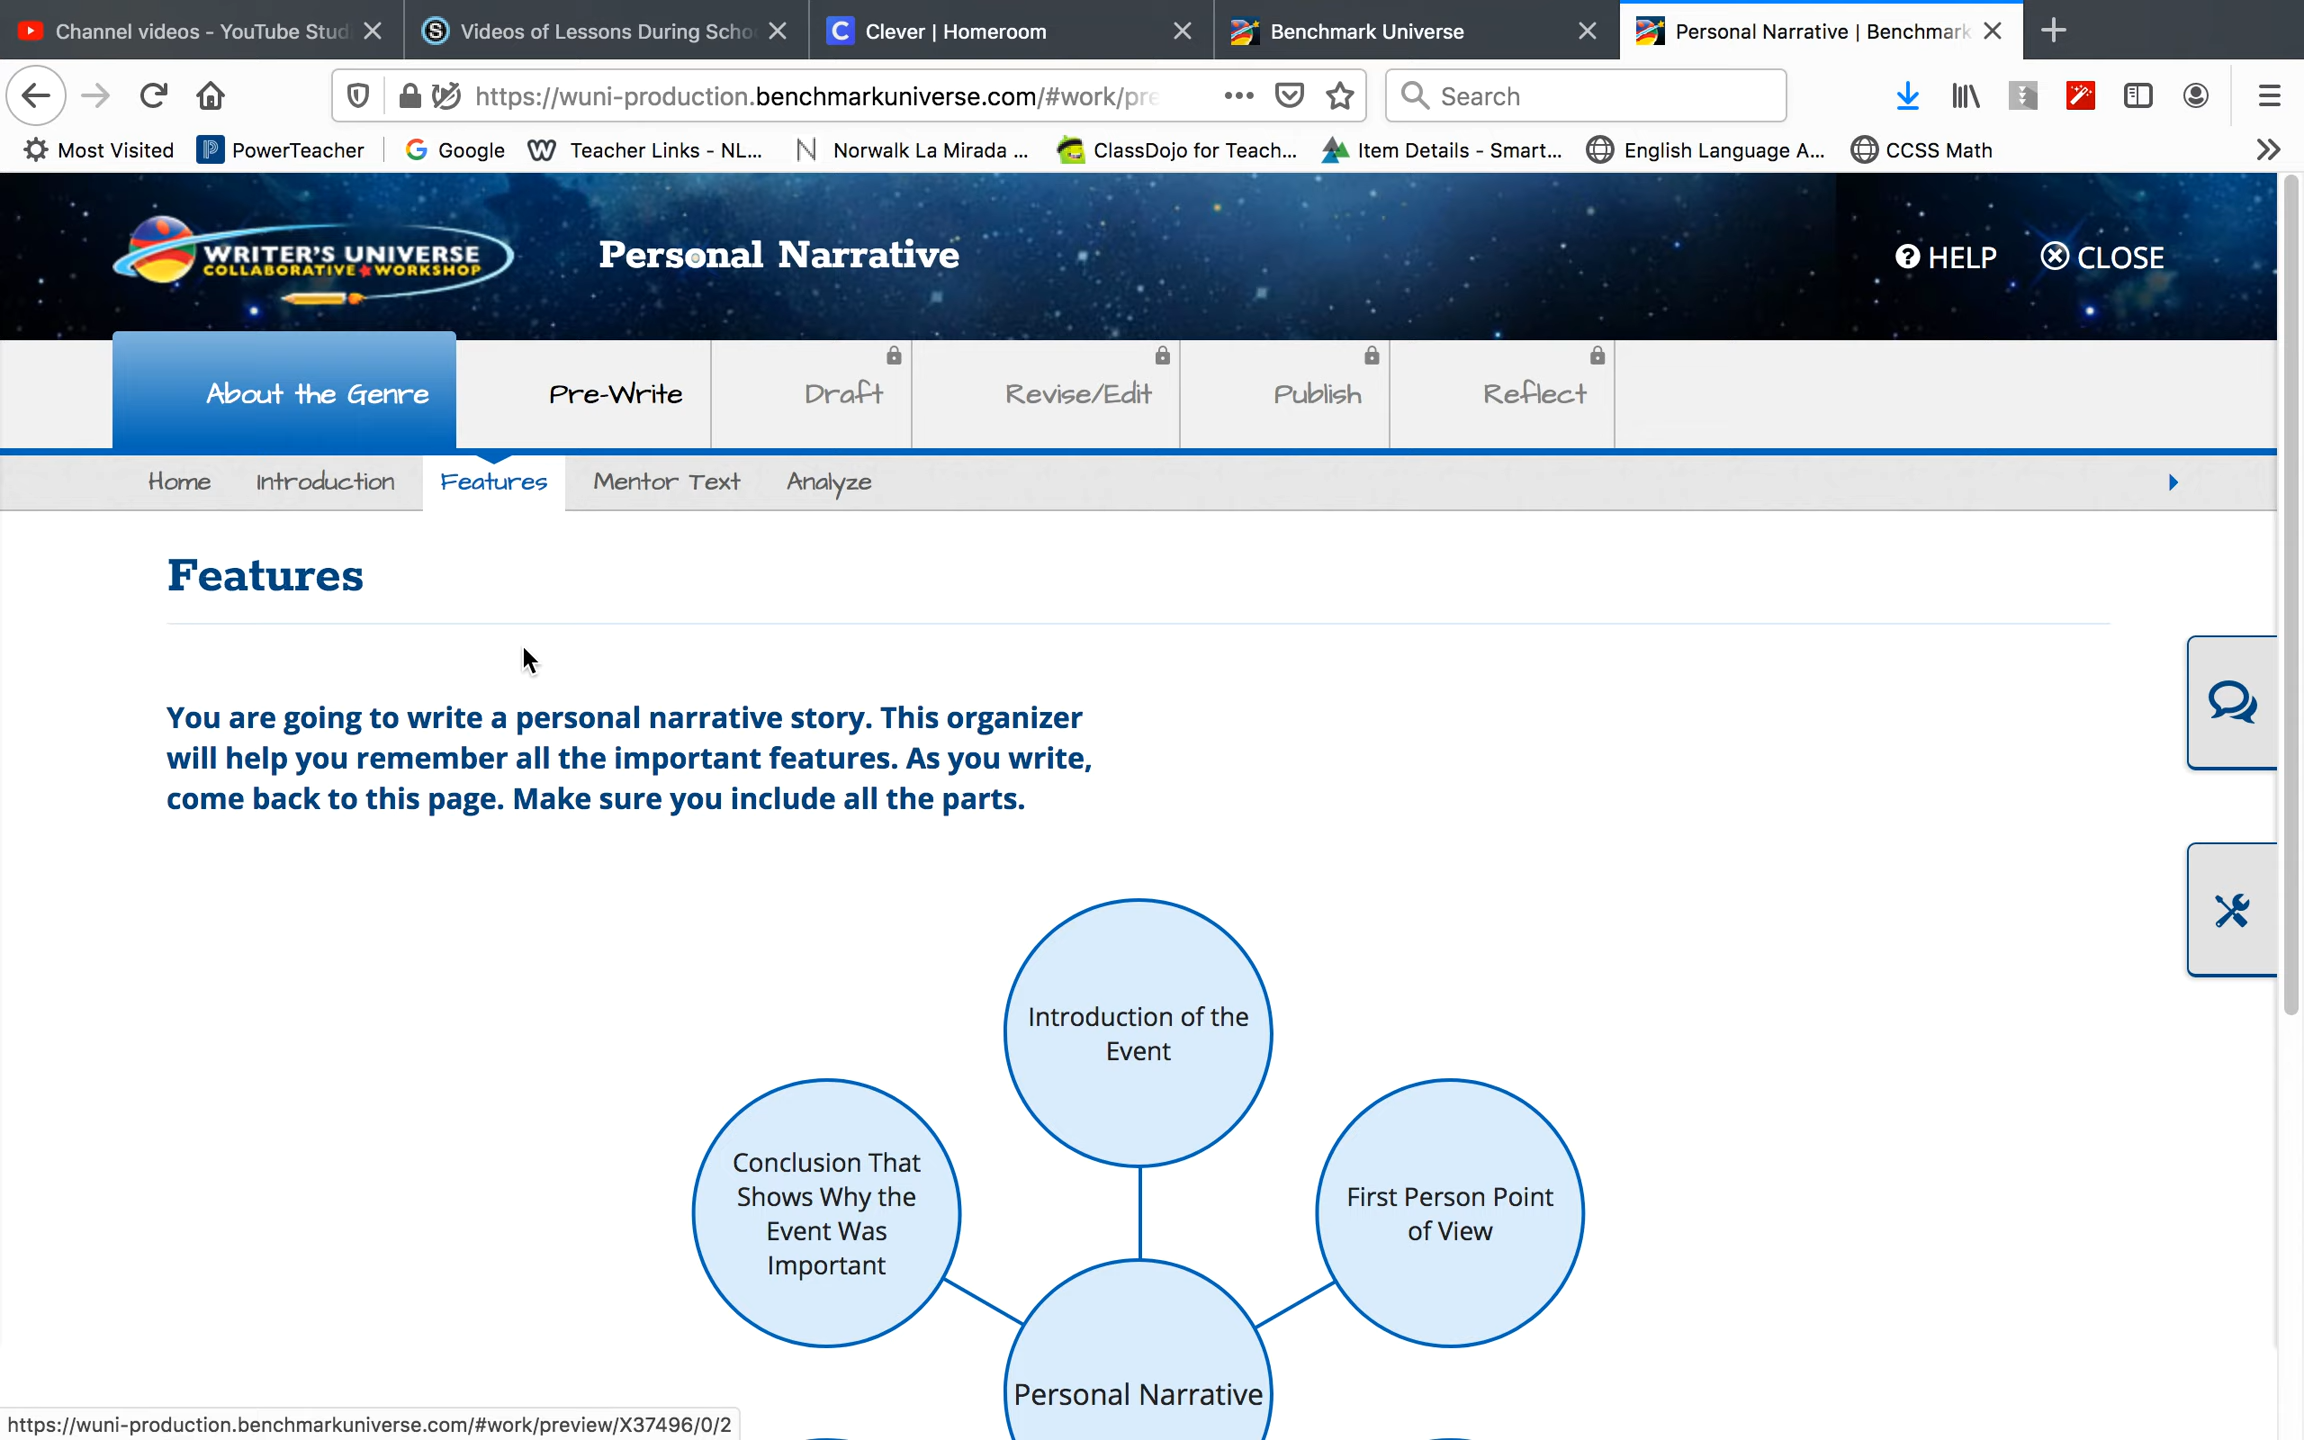 Channel videos - YouTube Stud
Videos of Lessons During Scho
Clever | Homeroom
Benchmark Universe
Personal Narrative | Benchmark
https://wuni-production.benchmarkuniverse.com/#work/pre
Search
Most Visited
PowerTeacher
Google
Teacher Links - NL...
Norwalk La Mirada ...
ClassDojo for Teach...
Item Details - Smart...
English Language A...
CCSS Math
WRITER'S UNIVERSE
COLLABORATIVE★WORKSHOP
Personal Narrative
HELP
CLOSE
About the Genre
Pre-Write
Draft
Revise/Edit
Publish
Reflect
Home
Introduction
Features
Mentor Text
Analyze
Features
You are going to write a personal narrative story. This organizer
will help you remember all the important features. As you write,
come back to this page. Make sure you include all the parts.
Introduction of the
Event
Conclusion That
Shows Why the
Event Was
Important
First Person Point
of View
Personal Narrative
https://wuni-production.benchmarkuniverse.com/#work/preview/X37496/0/2